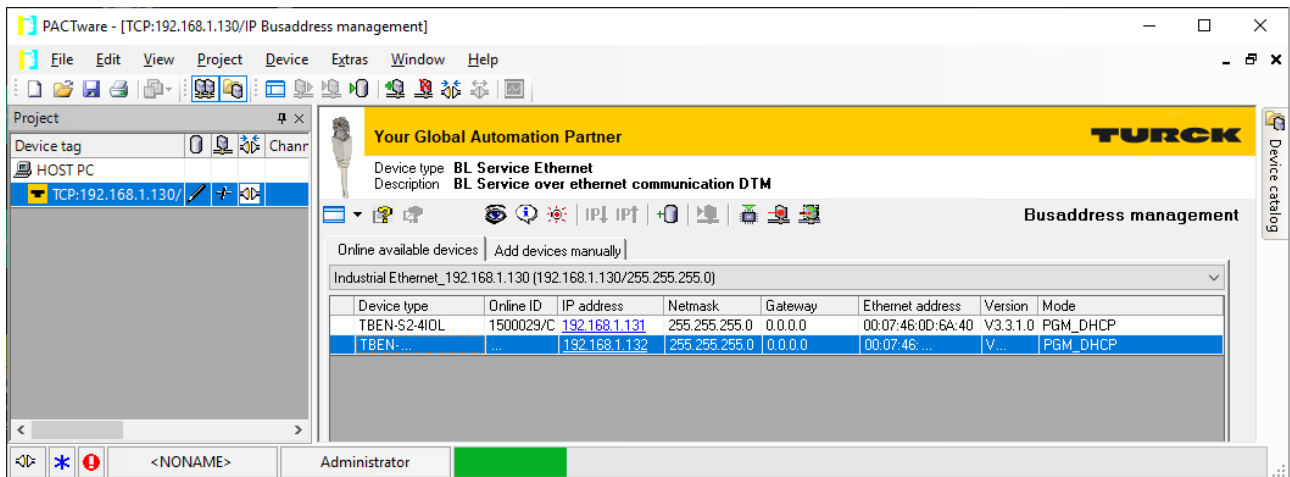 PACTware - [TCP:192.168.1.130/IP Busaddress management]
File Edit View Project Device Extras Window Help
Project
Device tag Chann
HOST PC
TCP:192.168.1.130/
Your Global Automation Partner TURCK
Device type BL Service Ethernet
Description BL Service over ethernet communication DTM
IP IP Busaddress management
Online available devices Add devices manually
Industrial Ethernet_192.168.1.130 (192.168.1.130/255.255.255.0)
Device type Online ID IP address Netmask Gateway Ethernet address Version Mode
TBEN-S2-4IOL 1500029/C 192.168.1.131 255.255.255.0 0.0.0.0 00:07:46:0D:6A:40 V3.3.1.0 PGM_DHCP
TBEN-... ... 192.168.1.132 255.255.255.0 0.0.0.0 00:07:46: ... V... PGM_DHCP
Device catalog
<NONAME> Administrator